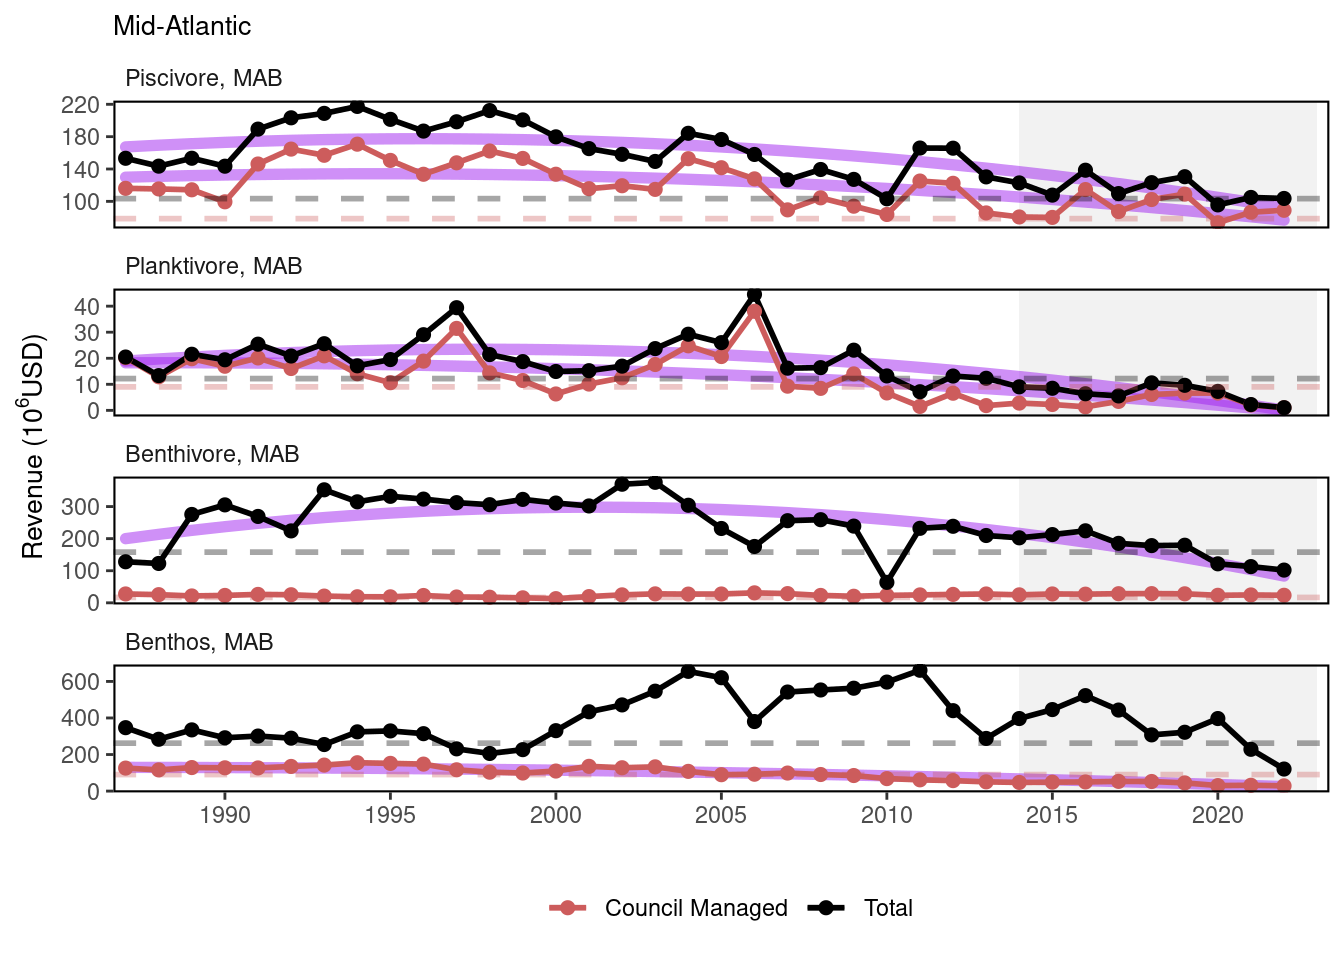 Mid-Atlantic
Piscivore, MAB
220
180
140
100
Planktivore, MAB
40
30
20
10
0
Benthivore, MAB
300
200
100
0
Benthos, MAB
600
400
200
0
Revenue (10⁶USD)
1990 1995 2000 2005 2010 2015 2020
Council Managed Total